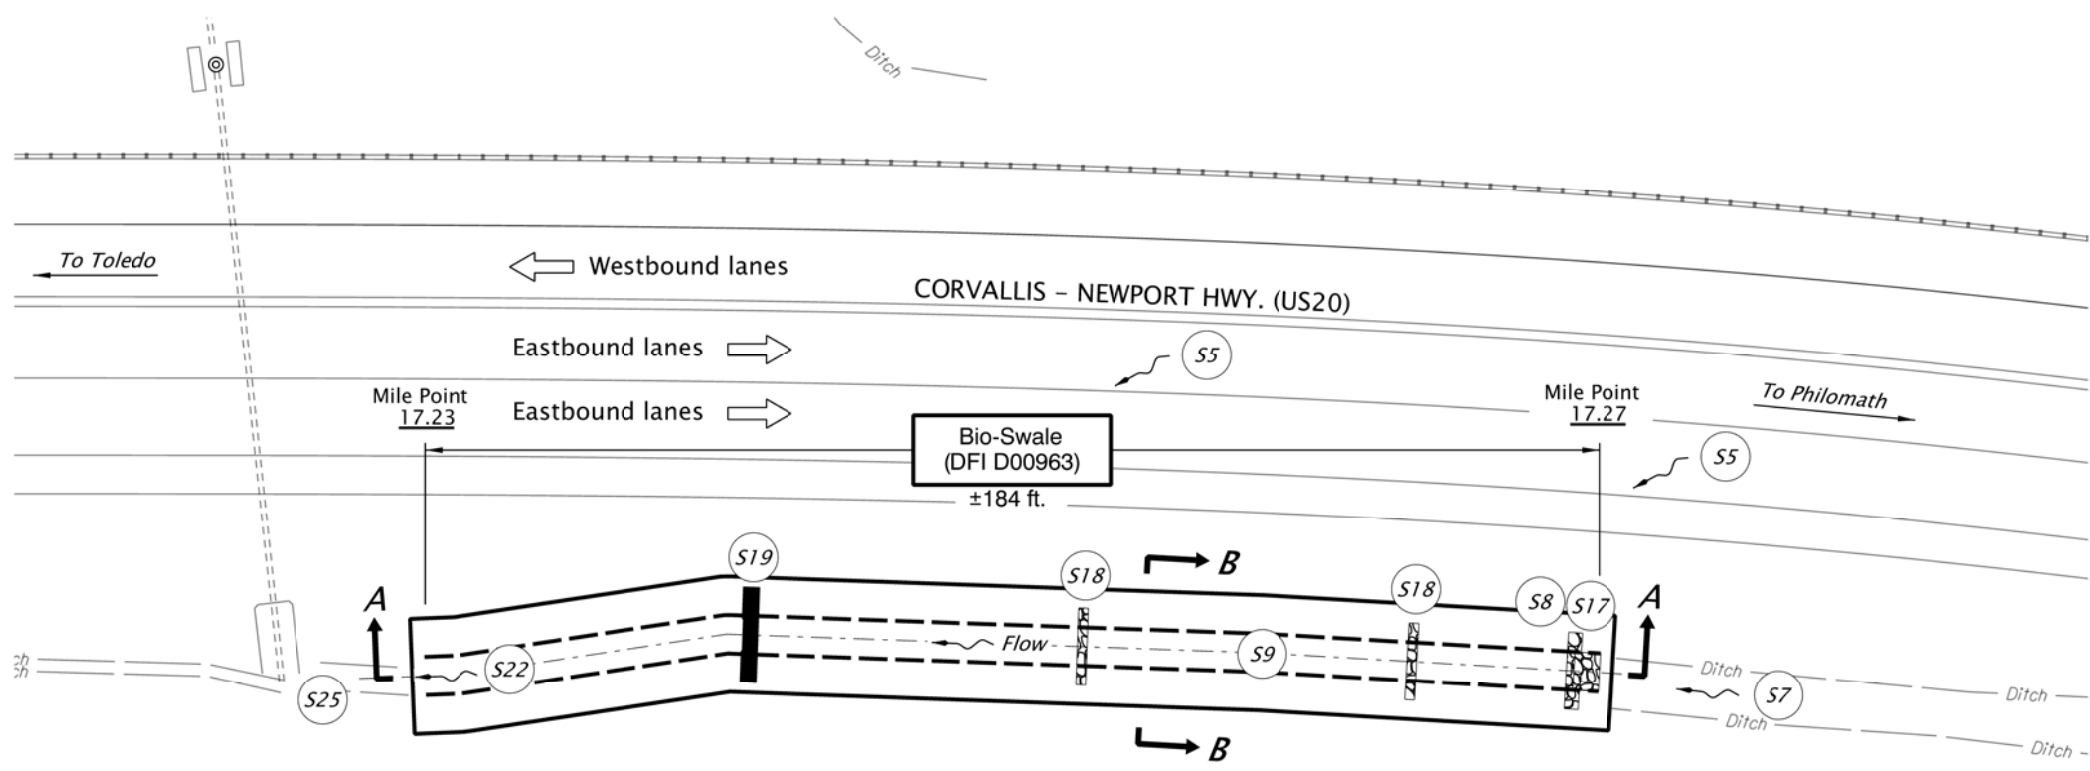 Ditch
To Toledo
Westbound lanes
CORVALLIS – NEWPORT HWY. (US20)
Eastbound lanes
S5
Mile Point
17.23
Eastbound lanes
Mile Point
17.27
To Philomath
Bio-Swale
(DFI D00963)
±184 ft.
S5
S19
B
S18
S18
S8
S17
A
A
Flow
S9
S22
S25
Ditch
Ditch
S7
Ditch
Ditch
B